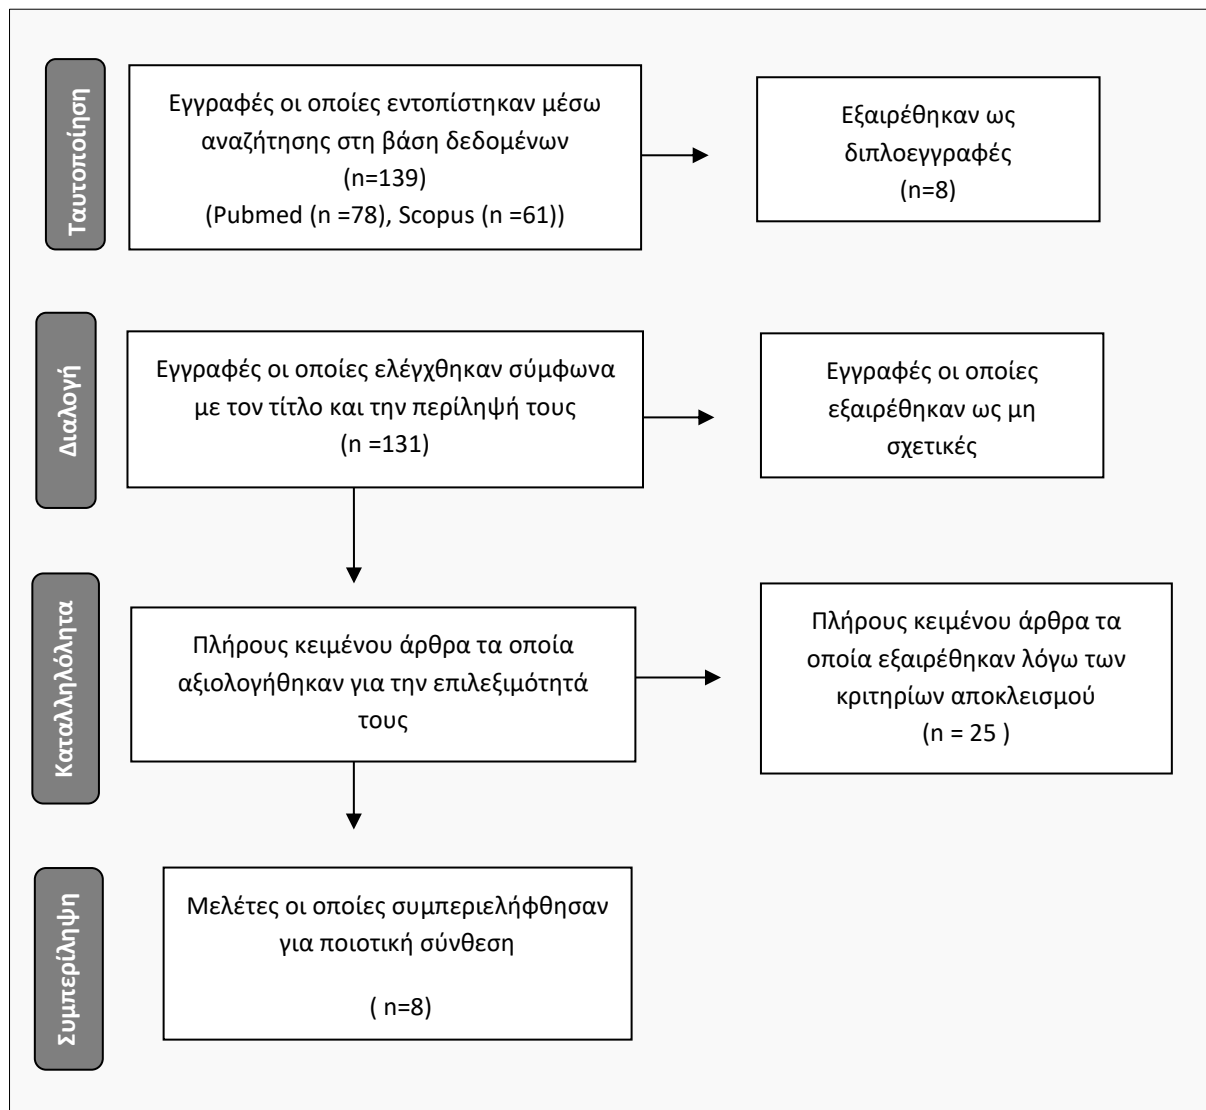 Ταυτοποίηση
Εγγραφές οι οποίες εντοπίστηκαν μέσω
αναζήτησης στη βάση δεδομένων
(n=139)
(Pubmed (n =78), Scopus (n =61))
Εξαιρέθηκαν ως
διπλοεγγραφές
(n=8)
Διαλογή
Εγγραφές οι οποίες ελέγχθηκαν σύμφωνα
με τον τίτλο και την περίληψή τους
(n =131)
Εγγραφές οι οποίες
εξαιρέθηκαν ως μη
σχετικές
Καταλληλόλητα
Πλήρους κειμένου άρθρα τα οποία
αξιολογήθηκαν για την επιλεξιμότητά
τους
Πλήρους κειμένου άρθρα τα
οποία εξαιρέθηκαν λόγω των
κριτηρίων αποκλεισμού
(n = 25 )
Συμπερίληψη
Μελέτες οι οποίες συμπεριελήφθησαν
για ποιοτική σύνθεση
( n=8)